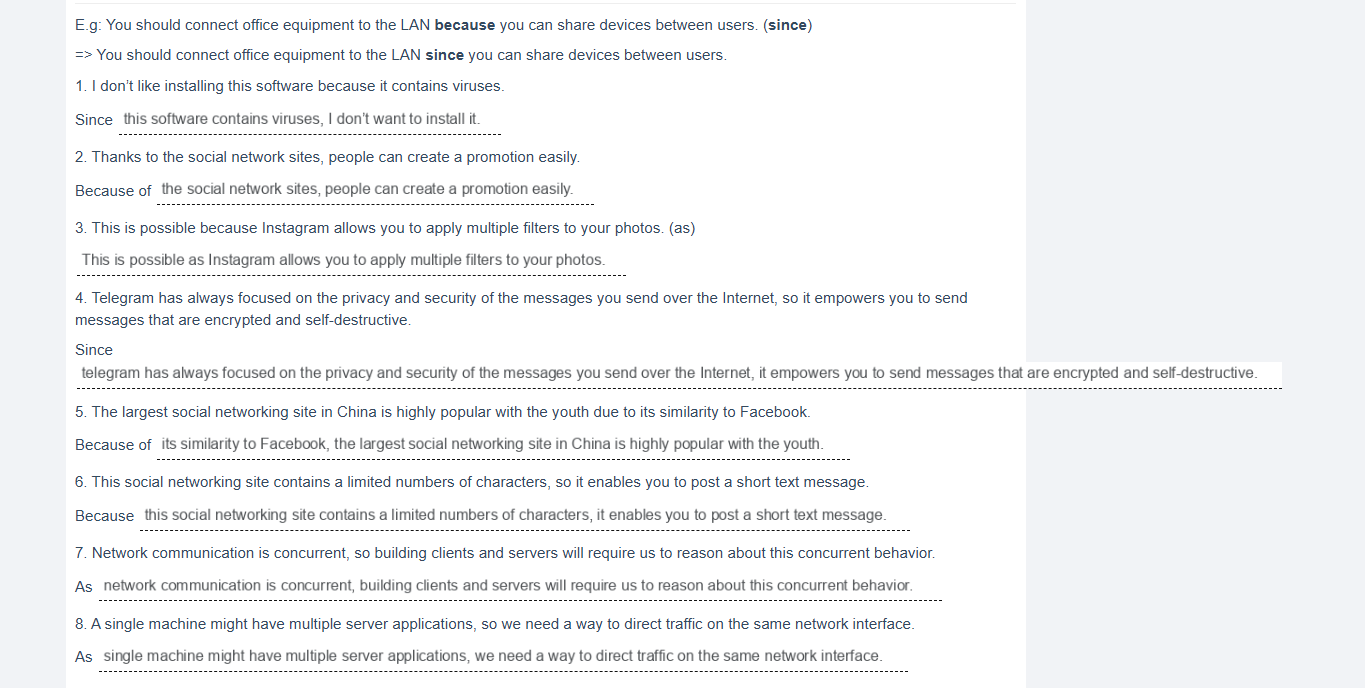 E.g: You should connect office equipment to the LAN because you can share devices between users. (since)
=> You should connect office equipment to the LAN since you can share devices between users.
1. I don't like installing this software because it contains viruses.
Since this software contains viruses, I don't want to install it.
2. Thanks to the social network sites, people can create a promotion easily.
Because of the social network sites, people can create a promotion easily.
3. This is possible because Instagram allows you to apply multiple filters to your photos. (as)
This is possible as Instagram allows you to apply multiple filters to your photos.
4. Telegram has always focused on the privacy and security of the messages you send over the Internet, so it empowers you to send
messages that are encrypted and self-destructive.
Since
telegram has always focused on the privacy and security of the messages you send over the Internet, it empowers you to send messages that are encrypted and self-destructive.
5. The largest social networking site in China is highly popular with the youth due to its similarity to Facebook.
Because of its similarity to Facebook, the largest social networking site in China is highly popular with the youth.
6. This social networking site contains a limited numbers of characters, so it enables you to post a short text message.
Because this social networking site contains a limited numbers of characters, it enables you to post a short text message.
7. Network communication is concurrent, so building clients and servers will require us to reason about this concurrent behavior.
As network communication is concurrent, building clients and servers will require us to reason about this concurrent behavior.
8. A single machine might have multiple server applications, so we need a way to direct traffic on the same network interface.
As single machine might have multiple server applications, we need a way to direct traffic on the same network interface.